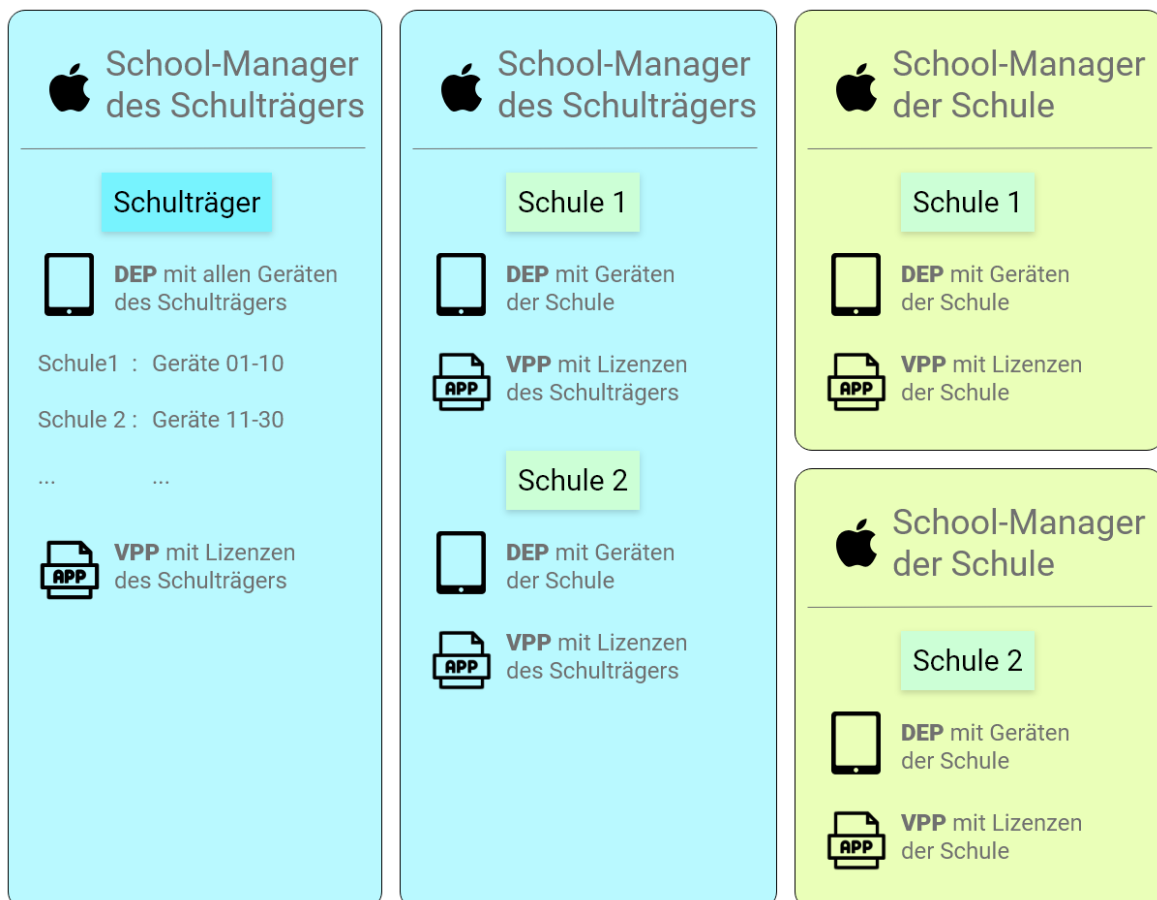 School-Manager
des Schulträgers
Schulträger
DEP mit allen Geräten
des Schulträgers
Schule1 : Geräte 01-10
Schule 2 : Geräte 11-30
... ...
APP
VPP mit Lizenzen
des Schulträgers
School-Manager
des Schulträgers
Schule 1
DEP mit Geräten
der Schule
APP
VPP mit Lizenzen
des Schulträgers
Schule 2
DEP mit Geräten
der Schule
APP
VPP mit Lizenzen
des Schulträgers
School-Manager
der Schule
Schule 1
DEP mit Geräten
der Schule
APP
VPP mit Lizenzen
der Schule
School-Manager
der Schule
Schule 2
DEP mit Geräten
der Schule
APP
VPP mit Lizenzen
der Schule